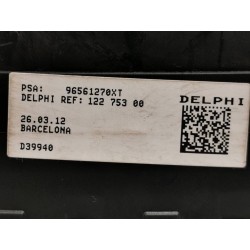 PSA: 96561270XT
DELPHI REF: 122 753 00
DELPHI
26.03.12
BARCELONA
D39940